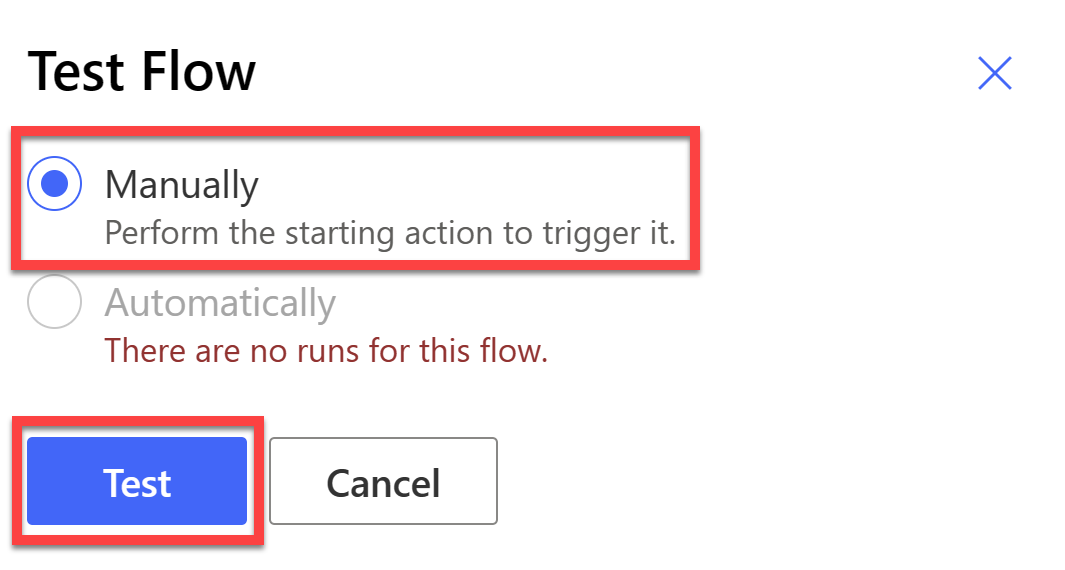 Test Flow
Manually
Perform the starting action to trigger it.
Automatically
There are no runs for this flow.
Test
Cancel